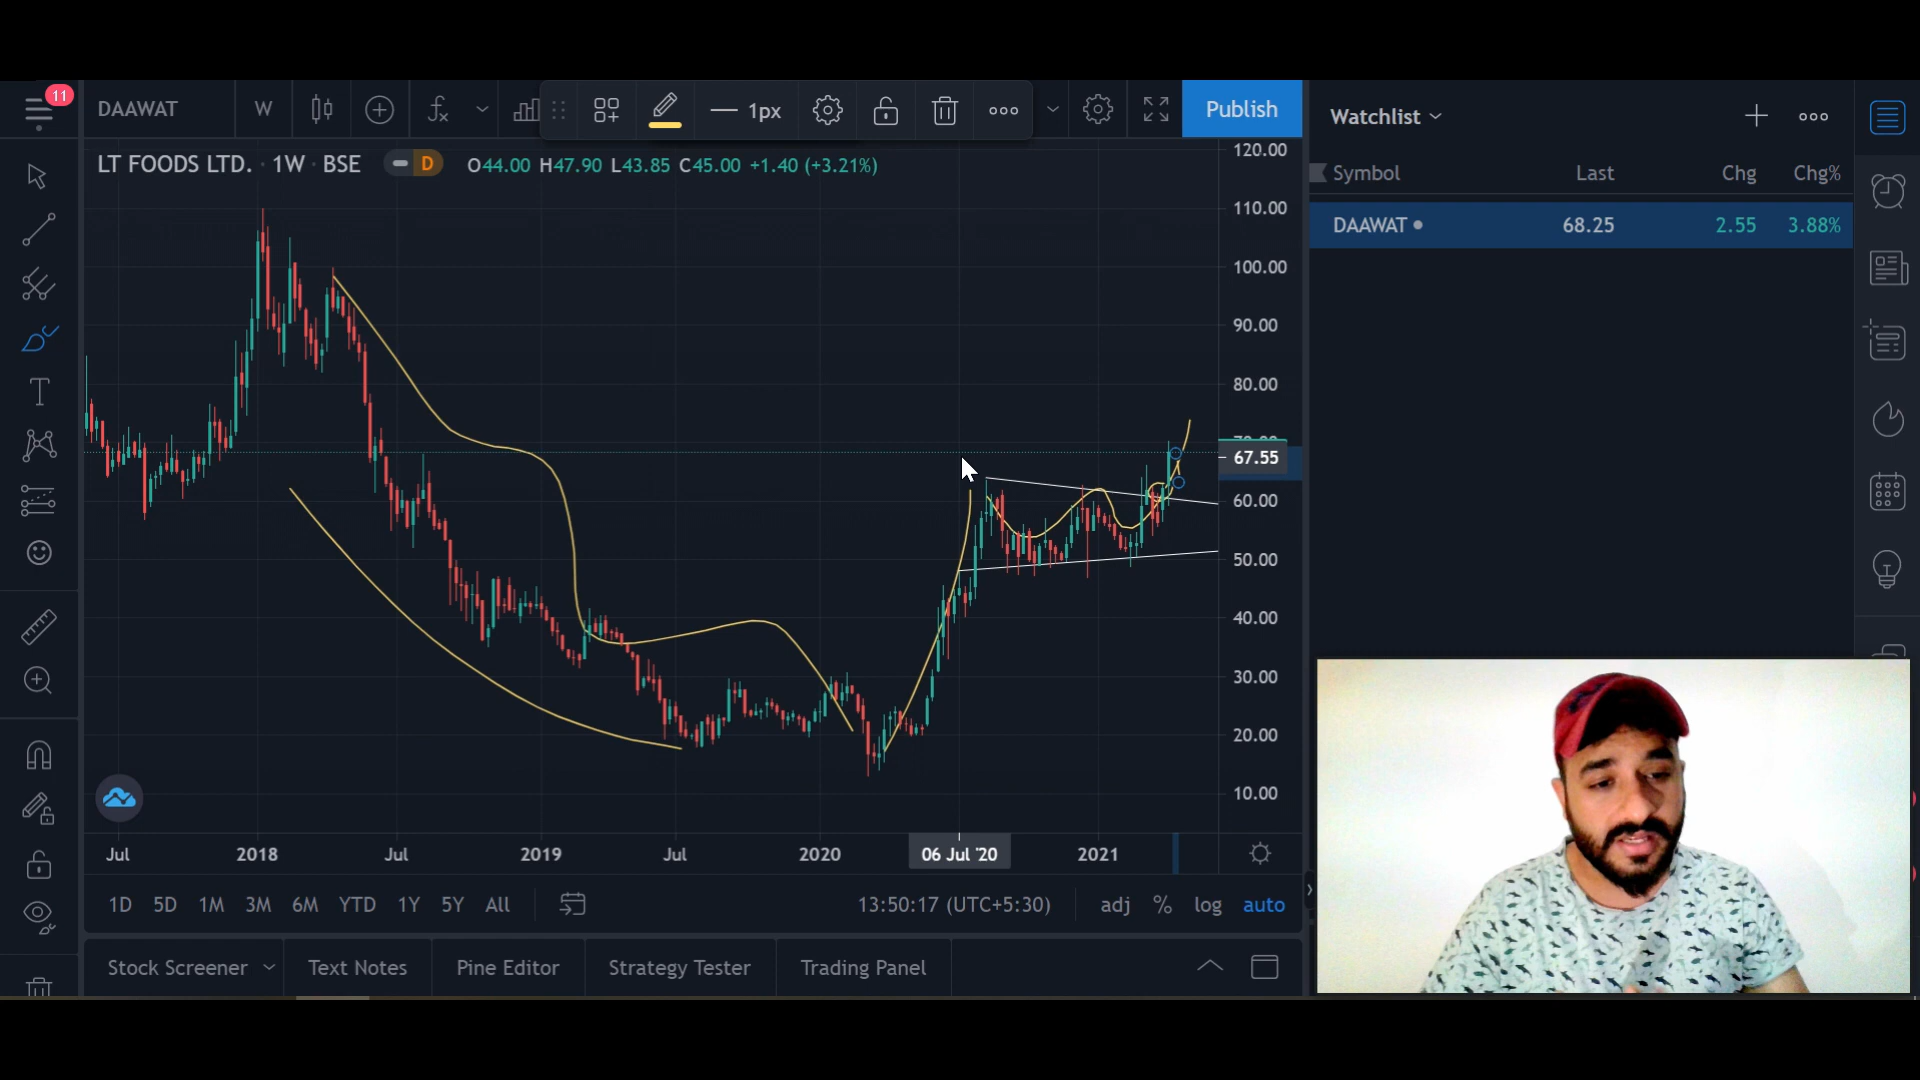 11
DAAWAT W 1px Publish
LT FOODS LTD. · 1W · BSE D O44.00 H47.90 L43.85 C45.00 +1.40 (+3.21%)
Watchlist
Symbol Last Chg Chg%
DAAWAT 68.25 2.55 3.88%
120.00
110.00
100.00
90.00
80.00
67.55
60.00
50.00
40.00
30.00
20.00
10.00
Jul 2018 Jul 2019 Jul 2020 06 Jul '20 2021
1D 5D 1M 3M 6M YTD 1Y 5Y All 13:50:17 (UTC+5:30) adj % log auto
Stock Screener Text Notes Pine Editor Strategy Tester Trading Panel